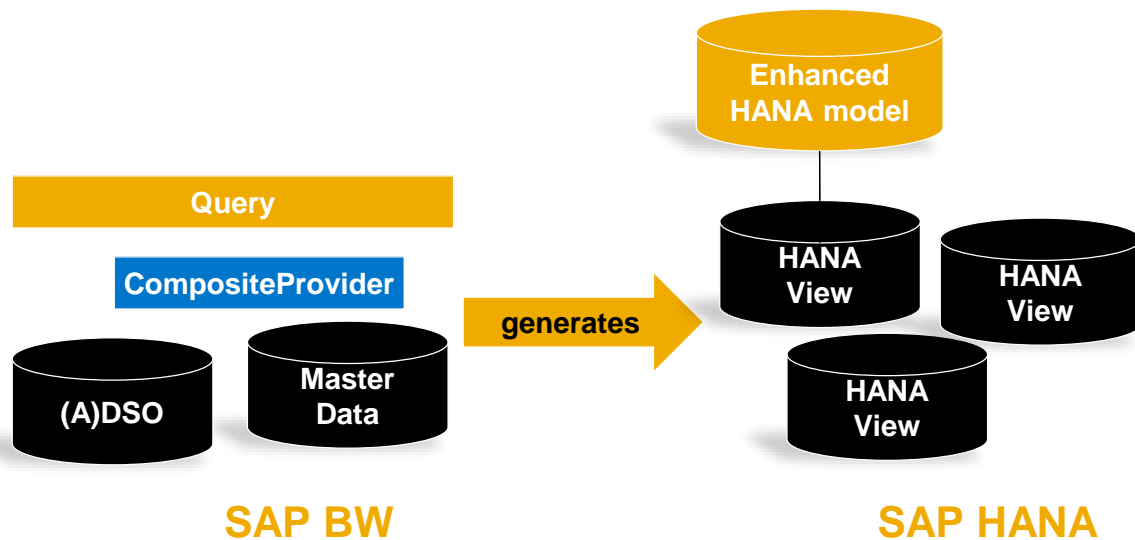 Enhanced
HANA model
Query
CompositeProvider
generates
HANA
View
HANA
View
(A)DSO
Master
Data
HANA
View
SAP BW
SAP HANA